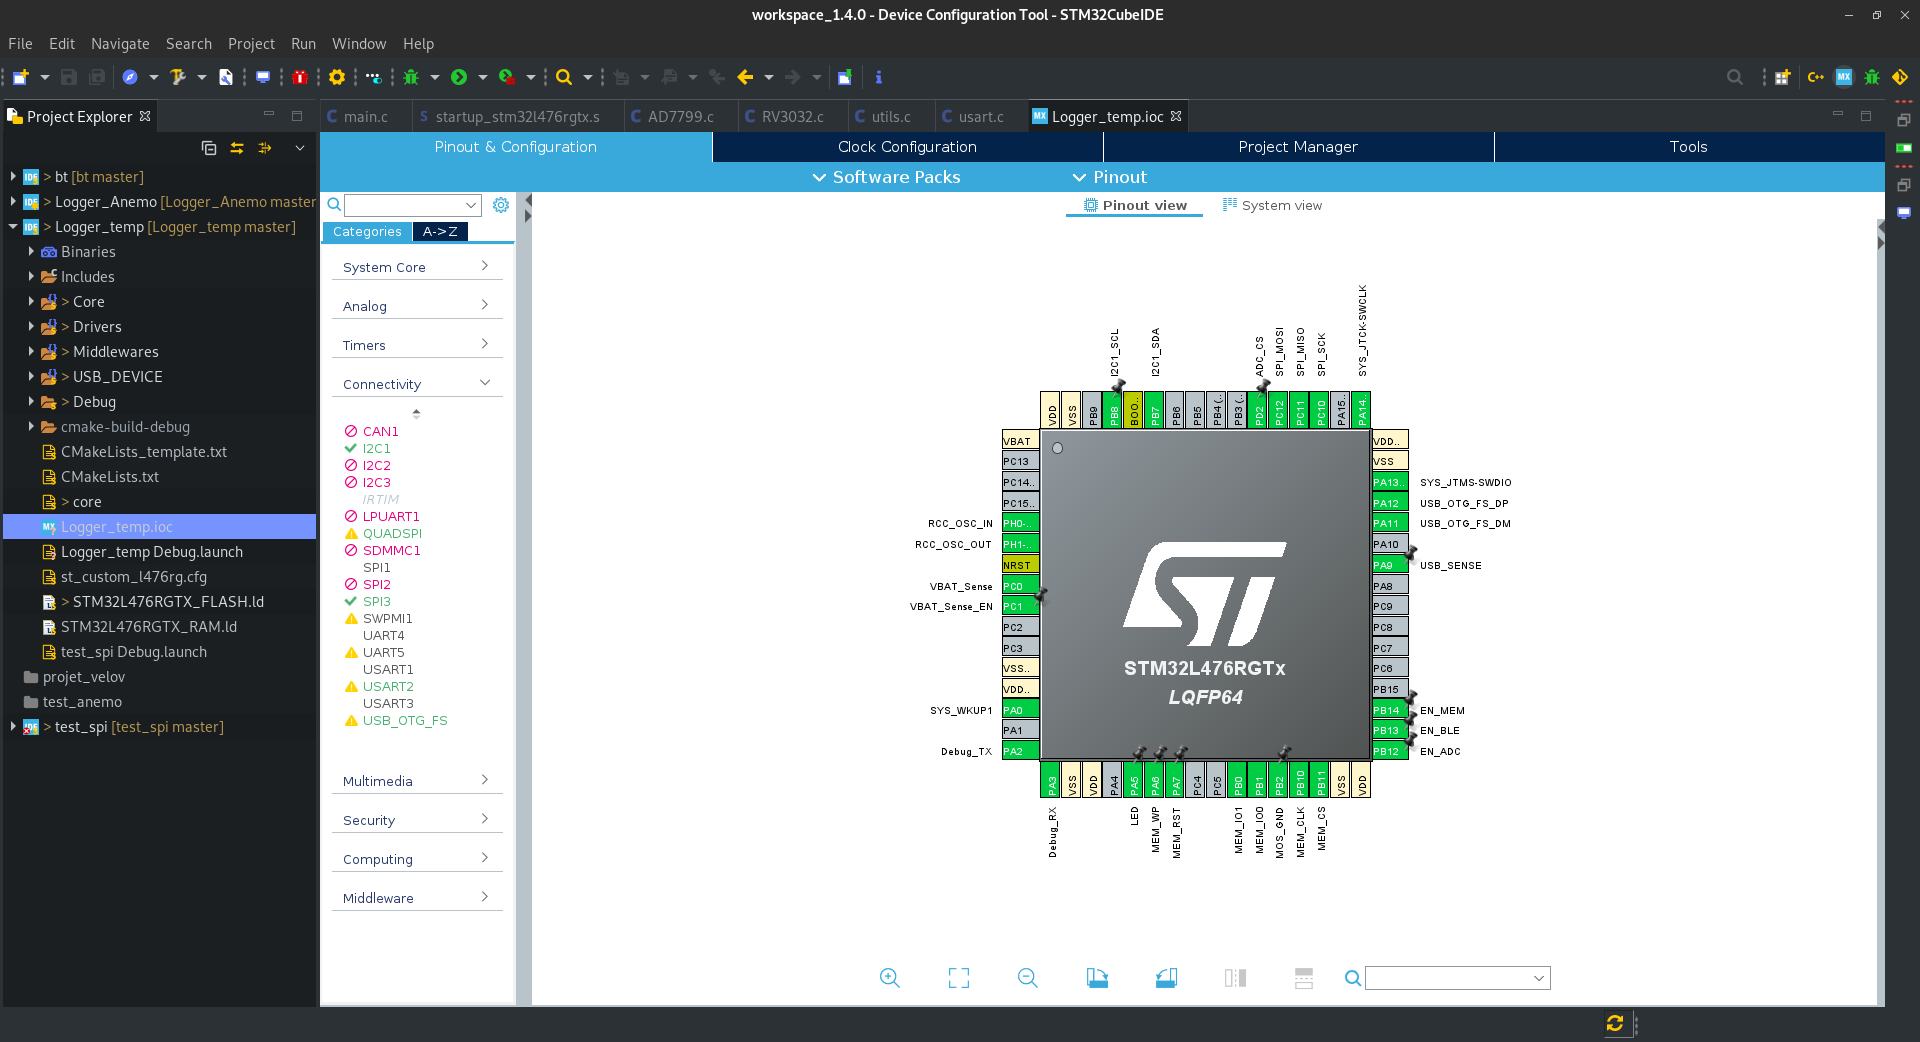 workspace_1.4.0 - Device Configuration Tool - STM32CubeIDE
File Edit Navigate Search Project Run Window Help
Project Explorer
main.c
startup_stm32l476rgtx.s
AD7799.c
RV3032.c
utils.c
usart.c
Logger_temp.ioc
> bt [bt master]
> Logger_Anemo [Logger_Anemo master
> Logger_temp [Logger_temp master]
Binaries
Includes
> Core
> Drivers
> Middlewares
> USB_DEVICE
> Debug
cmake-build-debug
CMakeLists_template.txt
CMakeLists.txt
> core
Logger_temp.ioc
Logger_temp Debug.launch
st_custom_l476rg.cfg
> STM32L476RGTX_FLASH.ld
STM32L476RGTX_RAM.ld
test_spi Debug.launch
projet_velov
test_anemo
> test_spi [test_spi master]
Pinout & Configuration
Clock Configuration
Project Manager
Tools
Software Packs
Pinout
Pinout view
System view
Categories
A->Z
System Core
Analog
Timers
Connectivity
CAN1
I2C1
I2C2
I2C3
IRTIM
LPUART1
QUADSPI
SDMMC1
SPI1
SPI2
SPI3
SWPMI1
UART4
UART5
USART1
USART2
USART3
USB_OTG_FS
Multimedia
Security
Computing
Middleware
I2C1_SCL
I2C1_SDA
ADC_CS
SPI_MOSI
SPI_MISO
SPI_SCK
SYS_JTCK-SWCLK
VDD
VSS
PB9
PB8
BOO..
PB7
PB6
PB5
PB4 (..
PB3 (..
PD2
PC12
PC11
PC10
PA15..
PA14..
VBAT
PC13
PC14..
PC15..
RCC_OSC_IN PH0-..
RCC_OSC_OUT PH1-..
NRST
VBAT_Sense PC0
VBAT_Sense_EN PC1
PC2
PC3
VSS..
VDD..
SYS_WKUP1 PA0
PA1
Debug_TX PA2
STM32L476RGTx
LQFP64
VDD..
VSS
PA13.. SYS_JTMS-SWDIO
PA12 USB_OTG_FS_DP
PA11 USB_OTG_FS_DM
PA10
PA9 USB_SENSE
PA8
PC9
PC8
PC7
PC6
PB15
PB14 EN_MEM
PB13 EN_BLE
PB12 EN_ADC
PA3
VSS
VDD
PA4
PA5
PA6
PA7
PC4
PC5
PB0
PB1
PB2
PB10
PB11
VSS
VDD
Debug_RX
LED
MEM_WP
MEM_RST
MEM_IO1
MEM_IO0
MOS_GND
MEM_CLK
MEM_CS